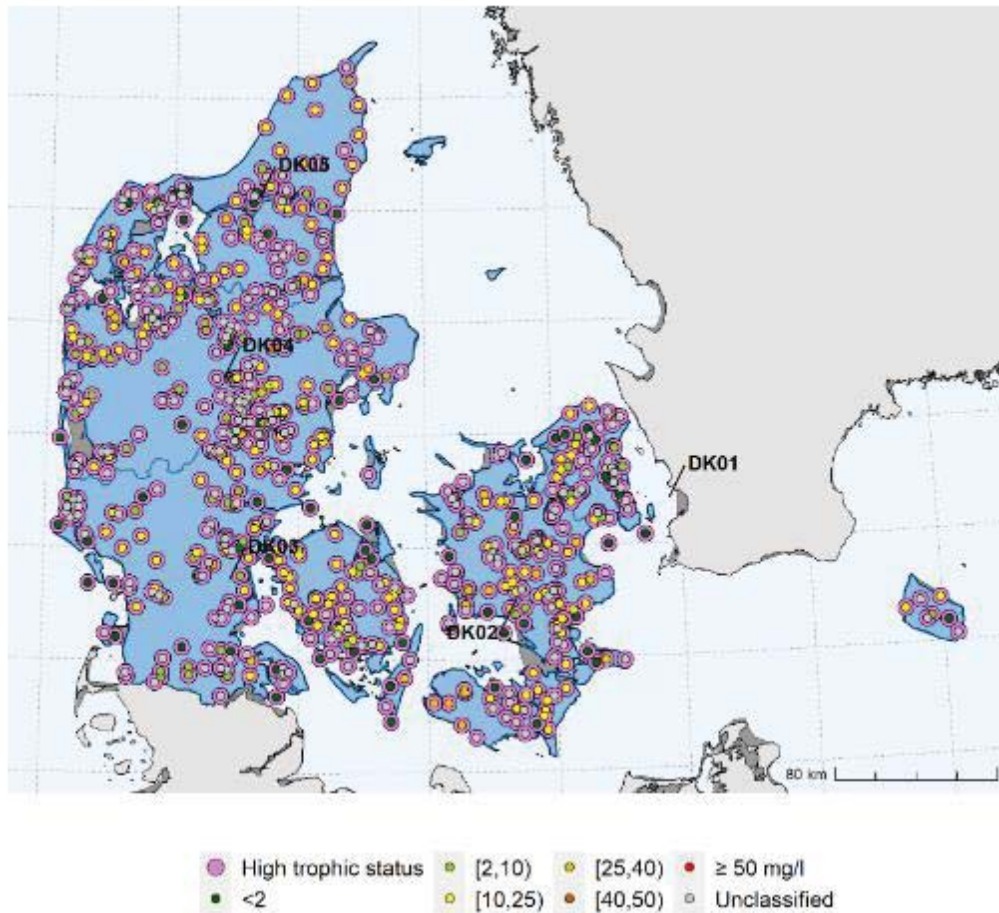 DK05
DK04
DK01
DK03
DK02
80 km
High trophic status [2,10) [25,40) ≥ 50 mg/l
<2 [10,25) [40,50) Unclassified